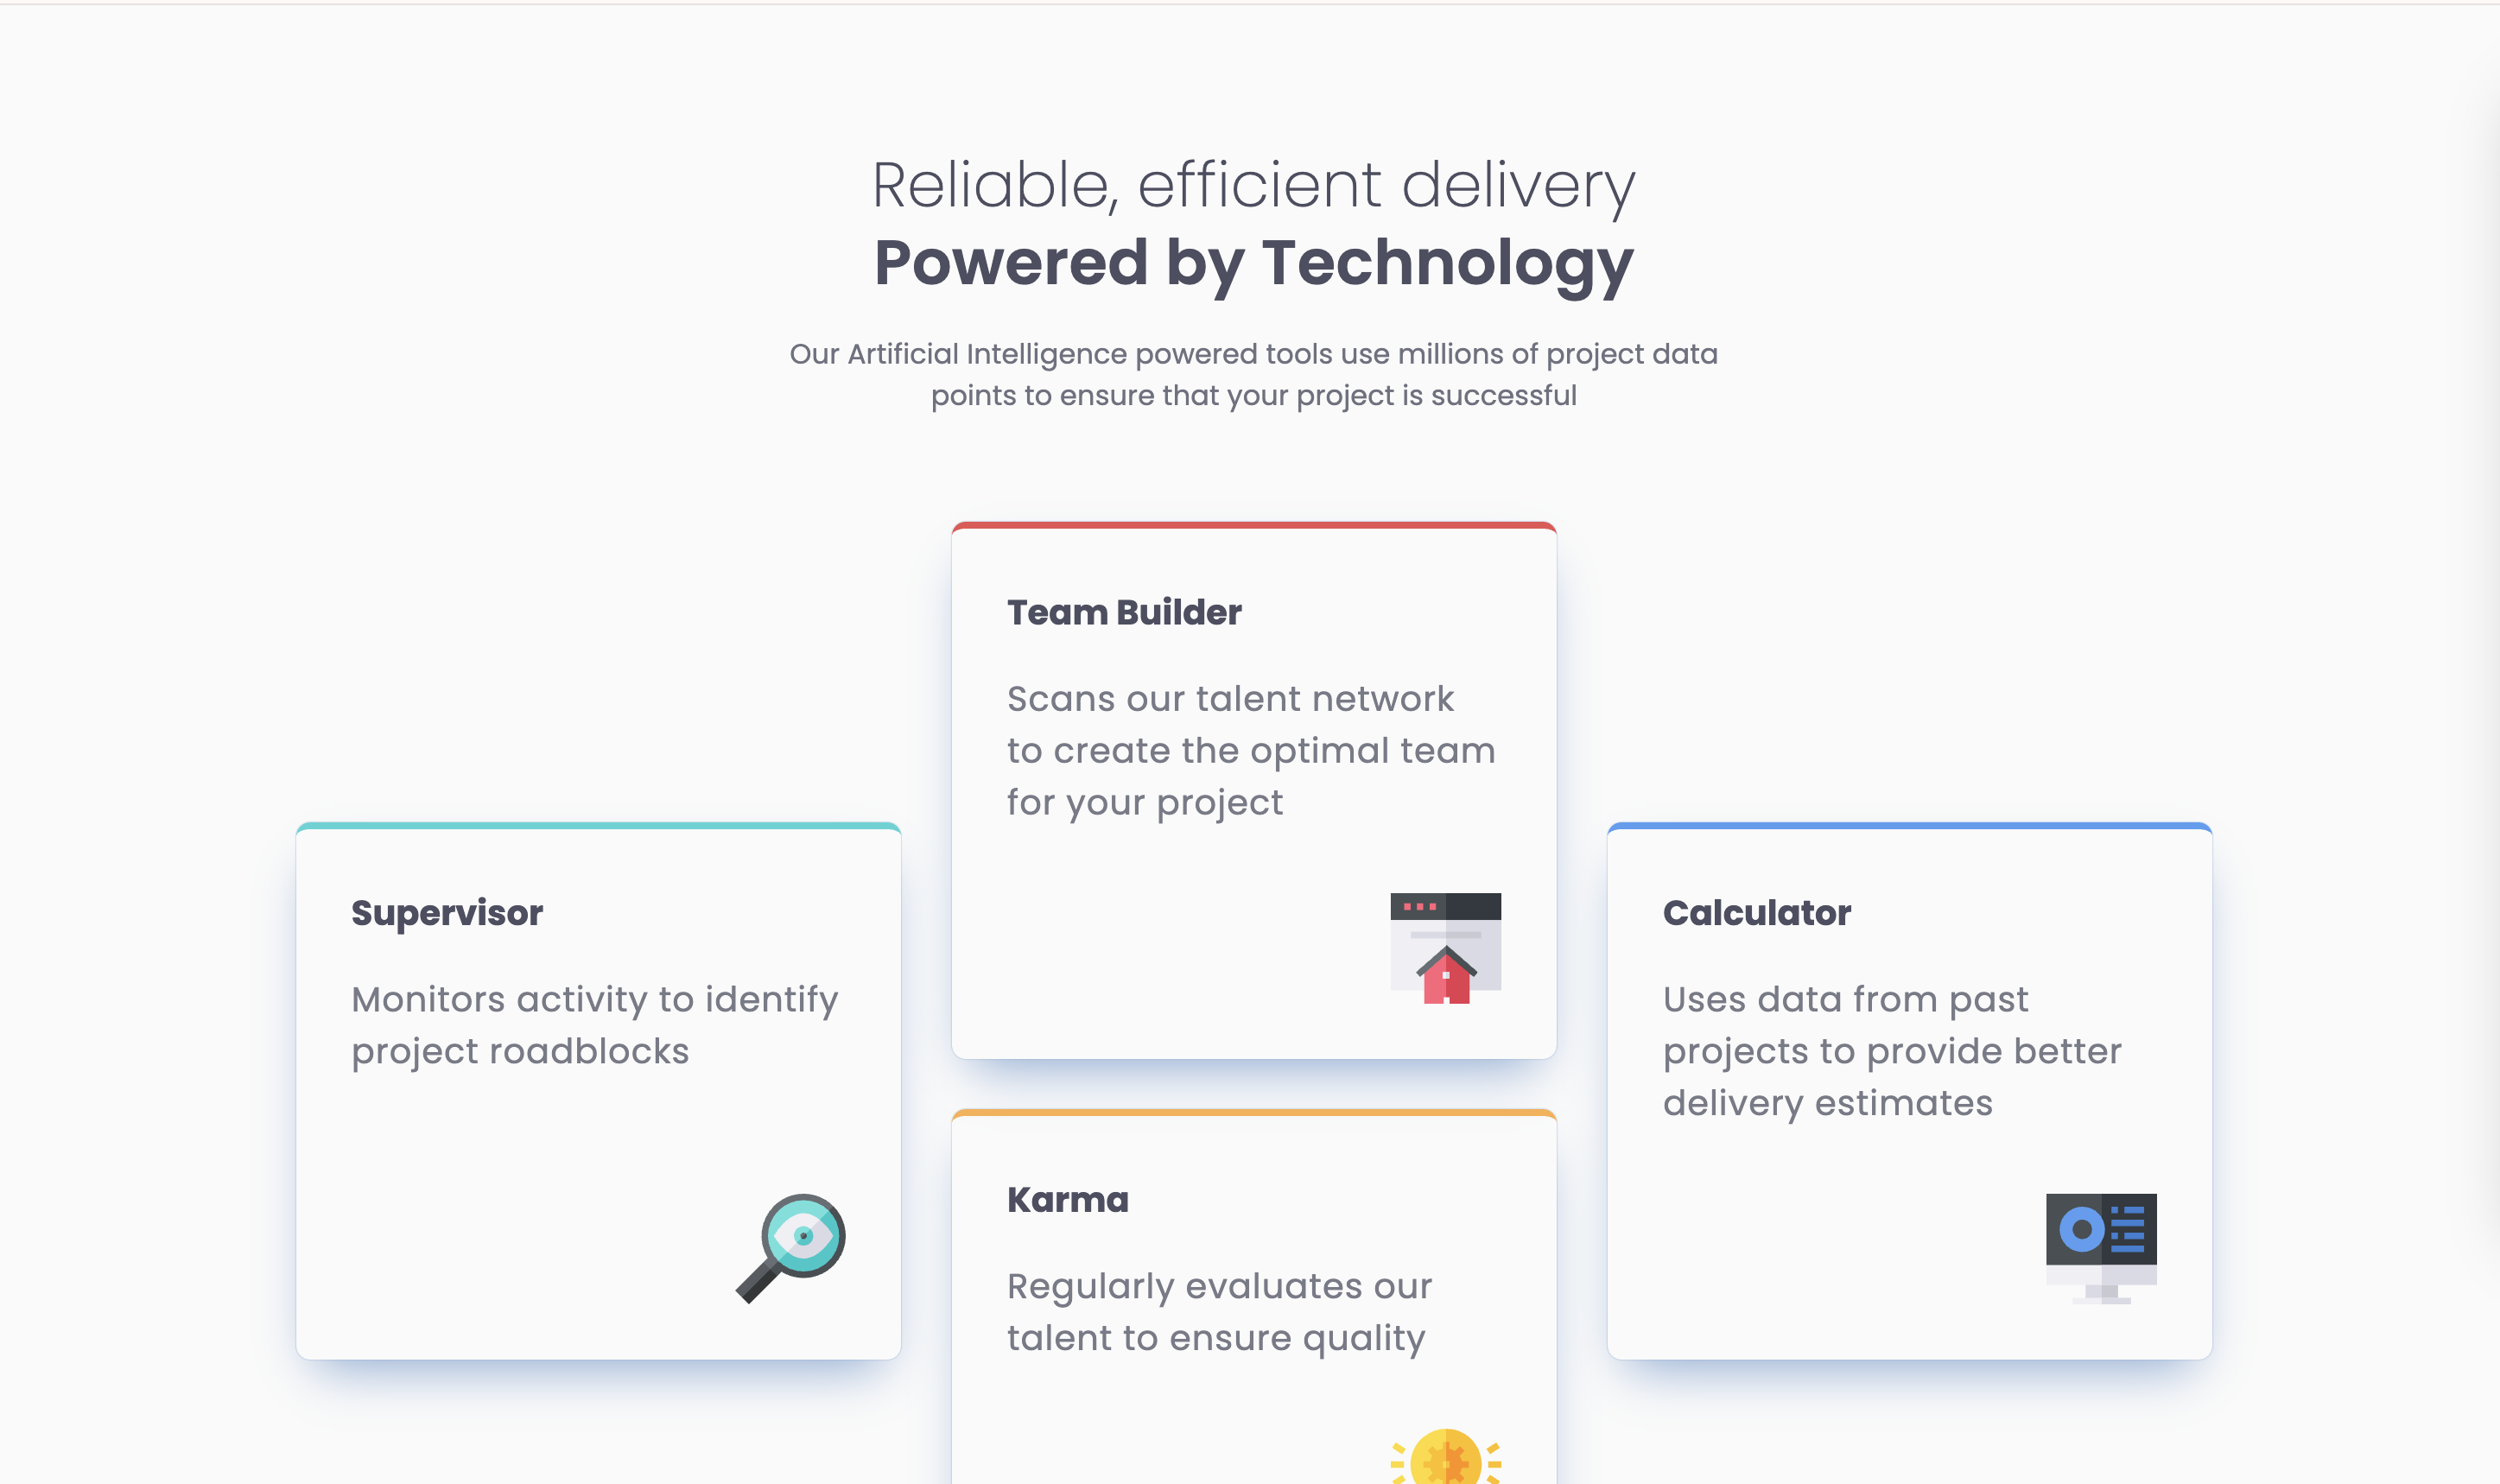 Reliable, efficient delivery
Powered by Technology
Our Artificial Intelligence powered tools use millions of project data
points to ensure that your project is successful
Team Builder
Scans our talent network
to create the optimal team
for your project
Supervisor
Monitors activity to identify
project roadblocks
Calculator
Uses data from past
projects to provide better
delivery estimates
Karma
Regularly evaluates our
talent to ensure quality